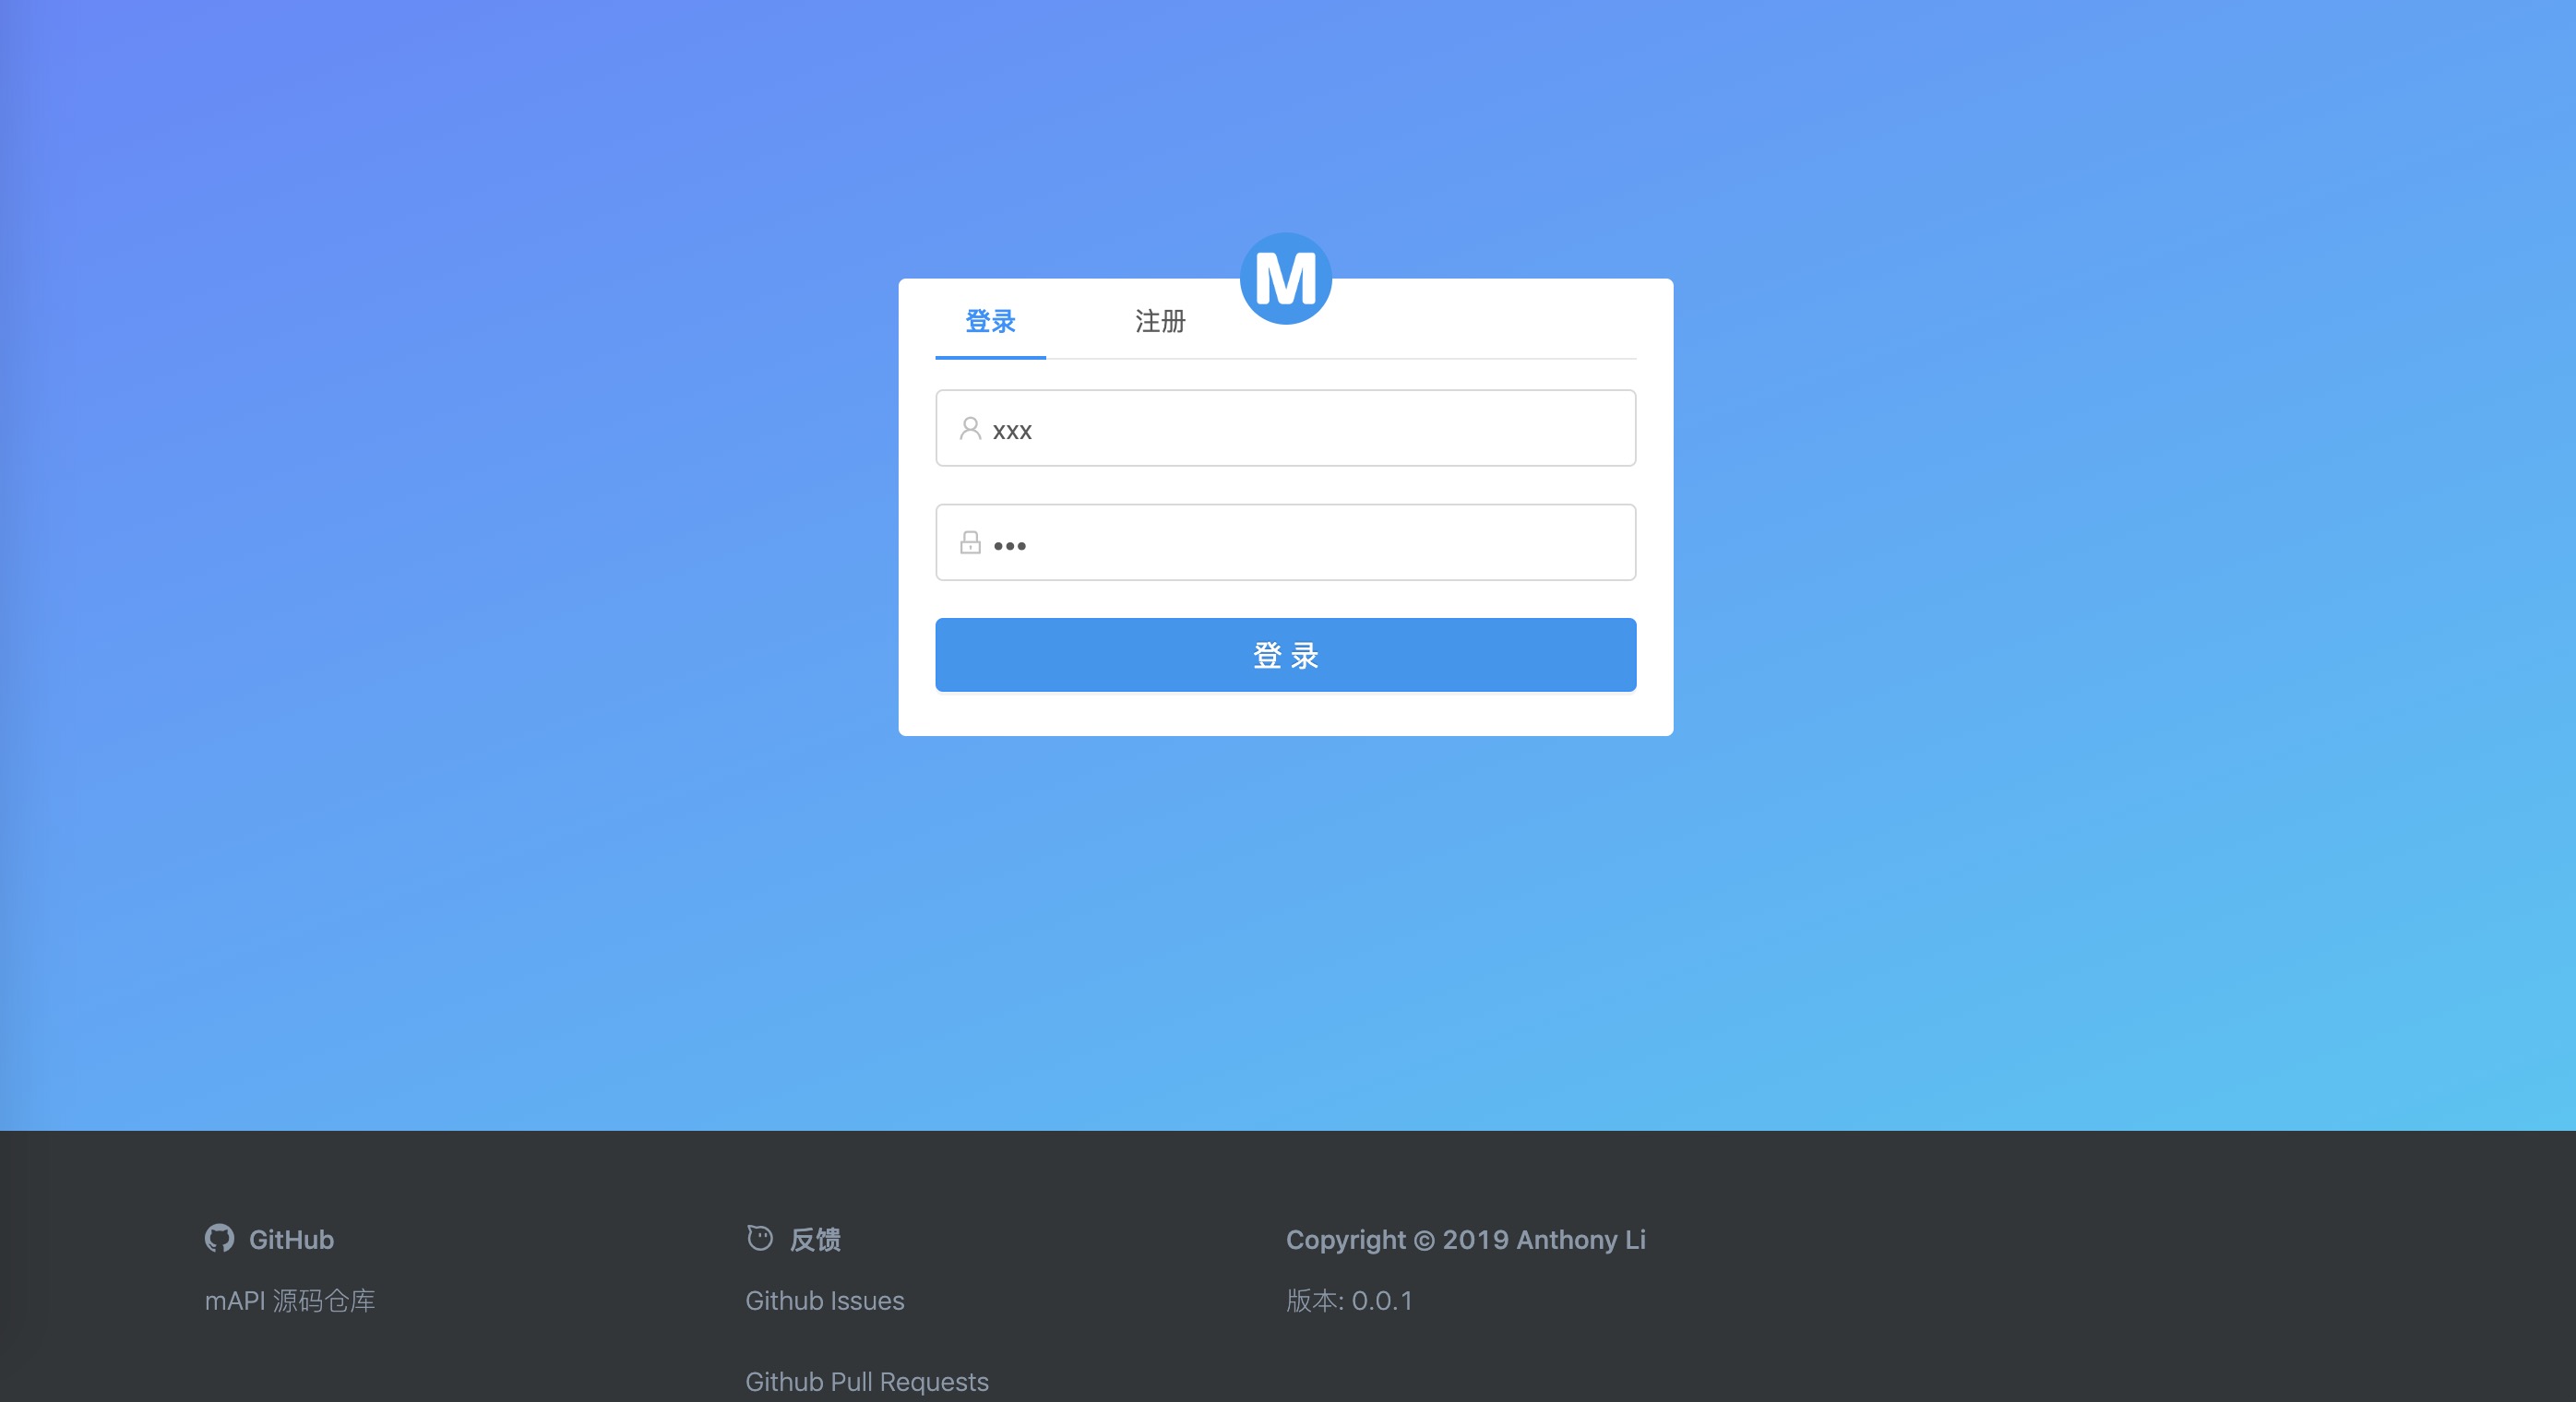 M
登录 注册
xxx
•••
登 录
GitHub
反馈
Copyright © 2019 Anthony Li
mAPI 源码仓库
Github Issues
版本: 0.0.1
Github Pull Requests